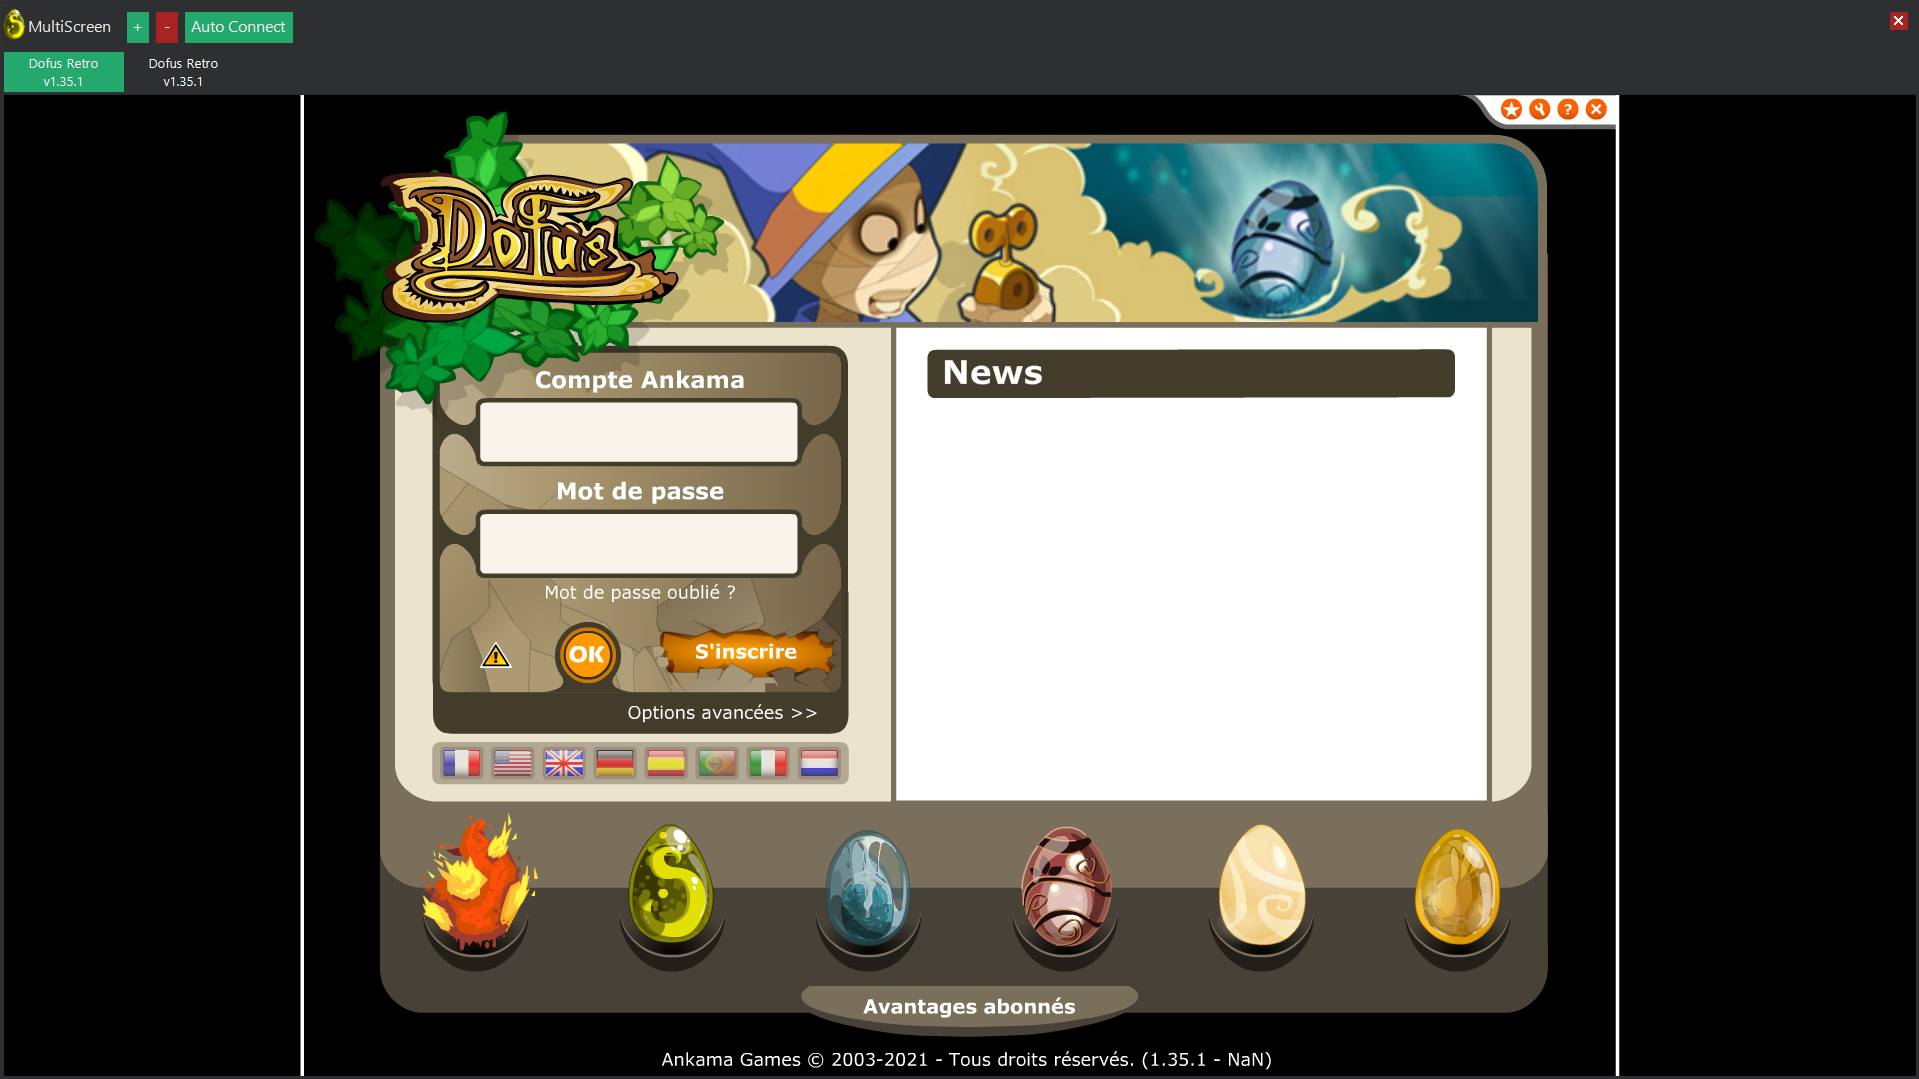 MultiScreen + - Auto Connect
Dofus Retro
v1.35.1
Dofus Retro
v1.35.1
DOFUS
Compte Ankama
Mot de passe
Mot de passe oublié ?
OK
S'inscrire
Options avancées >>
News
Avantages abonnés
Ankama Games © 2003-2021 - Tous droits réservés. (1.35.1 - NaN)